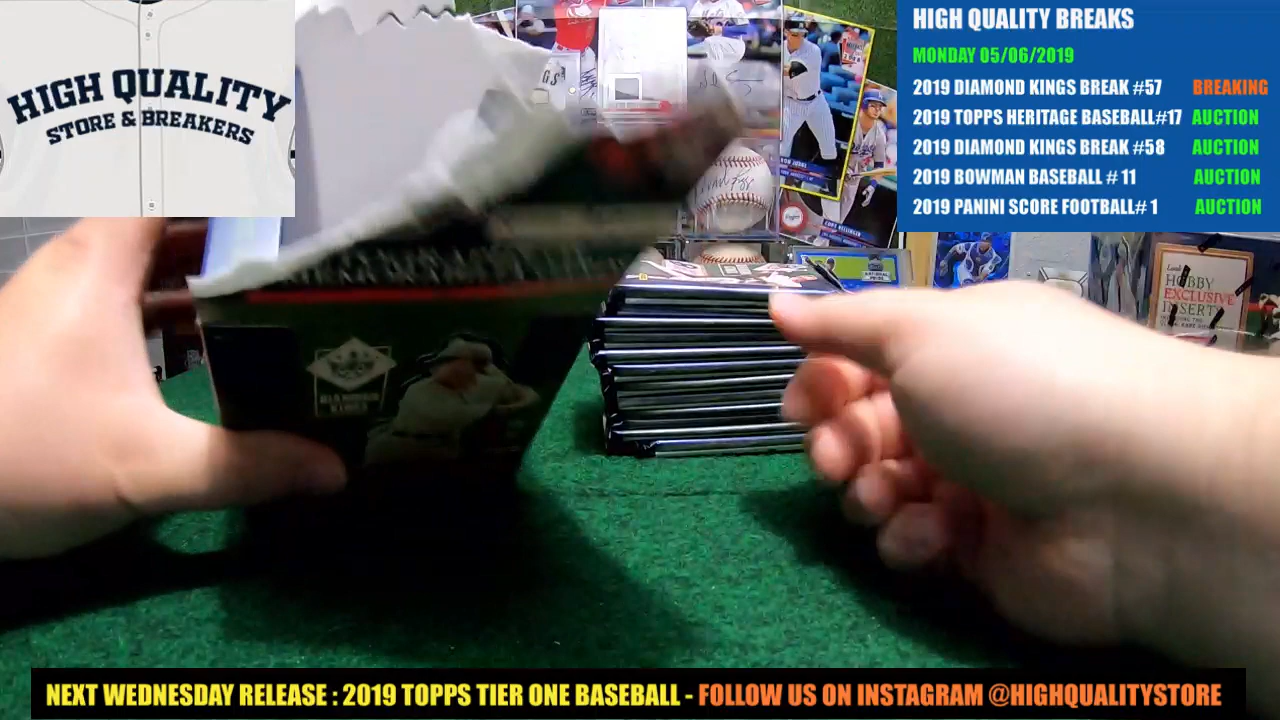 HIGH QUALITY
STORE & BREAKERS
HIGH QUALITY BREAKS
MONDAY 05/06/2019
2019 DIAMOND KINGS BREAK #57 BREAKING
2019 TOPPS HERITAGE BASEBALL#17 AUCTION
2019 DIAMOND KINGS BREAK #58 AUCTION
2019 BOWMAN BASEBALL # 11 AUCTION
2019 PANINI SCORE FOOTBALL# 1 AUCTION
HOBBY
EXCLUSIVE
INSERT
NEXT WEDNESDAY RELEASE : 2019 TOPPS TIER ONE BASEBALL - FOLLOW US ON INSTAGRAM @HIGHQUALITYSTORE